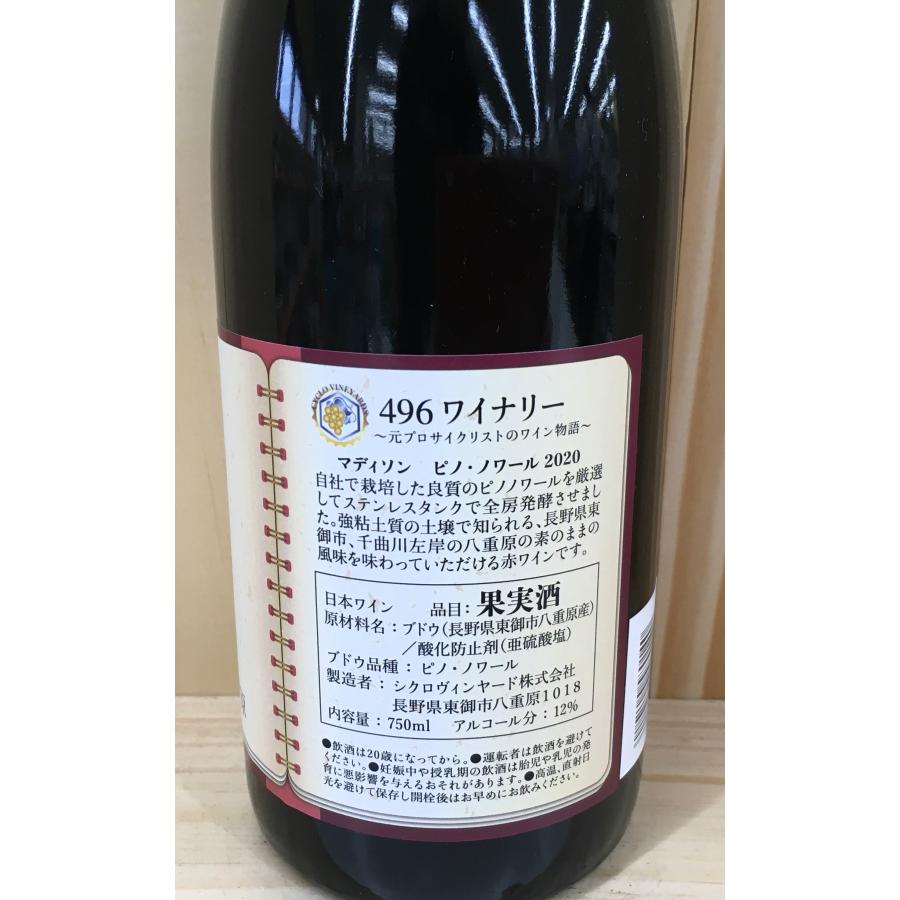 CYCLO VINEYARDS
496 ワイナリー
～元プロサイクリストのワイン物語～
マディソン ピノ・ノワール 2020
自社で栽培した良質のピノノワールを厳選
してステンレスタンクで全房発酵させまし
た。強粘土質の土壌で知られる、長野県東
御市、千曲川左岸の八重原の素のままの
風味を味わっていただける赤ワインです。
日本ワイン 品目：果実酒
原材料名：ブドウ（長野県東御市八重原産）
／酸化防止剤（亜硫酸塩）
ブドウ品種：ピノ・ノワール
製造者：シクロヴィンヤード株式会社
長野県東御市八重原1018
内容量：750ml アルコール分：12%
●飲酒は20歳になってから。●運転者は飲酒を避けて
ください。●妊娠中や授乳期の飲酒は胎児や乳児の発
育に悪影響を与えるおそれがあります。●高温、直射日
光を避けて保存し開栓後はお早めにお飲みください。